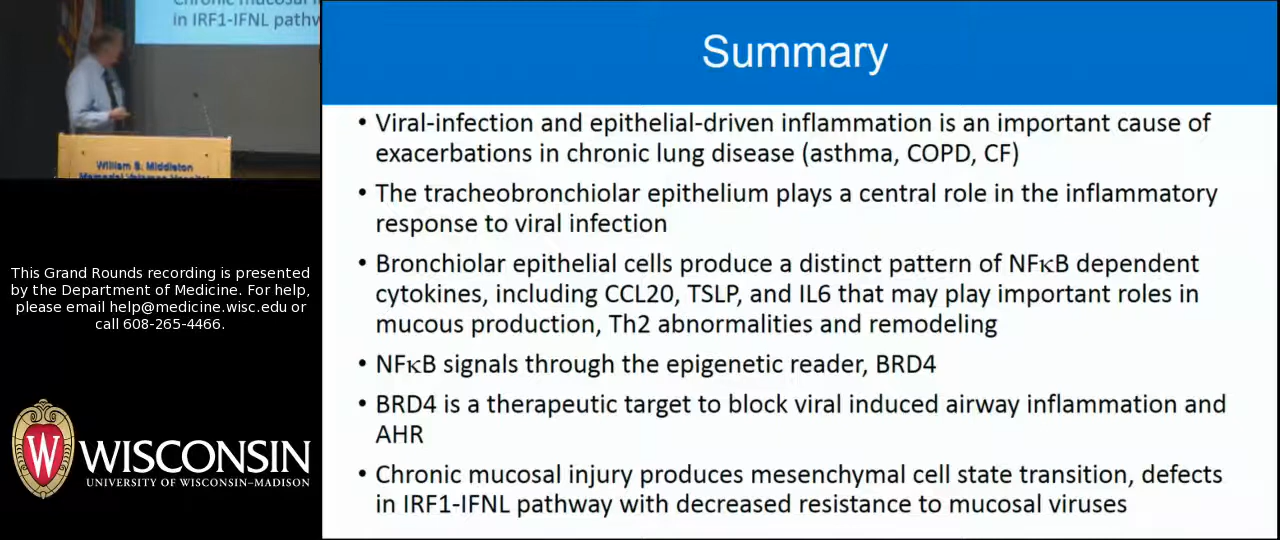 Chronic mucosal
in IRF1-IFNL pathw
William S. Middleton
Memorial Veterans Hospital
This Grand Rounds recording is presented
by the Department of Medicine. For help,
please email help@medicine.wisc.edu or
call 608-265-4466.
W
WISCONSIN
UNIVERSITY OF WISCONSIN–MADISON
Summary
• Viral-infection and epithelial-driven inflammation is an important cause of
exacerbations in chronic lung disease (asthma, COPD, CF)
• The tracheobronchiolar epithelium plays a central role in the inflammatory
response to viral infection
• Bronchiolar epithelial cells produce a distinct pattern of NFκB dependent
cytokines, including CCL20, TSLP, and IL6 that may play important roles in
mucous production, Th2 abnormalities and remodeling
• NFκB signals through the epigenetic reader, BRD4
• BRD4 is a therapeutic target to block viral induced airway inflammation and
AHR
• Chronic mucosal injury produces mesenchymal cell state transition, defects
in IRF1-IFNL pathway with decreased resistance to mucosal viruses